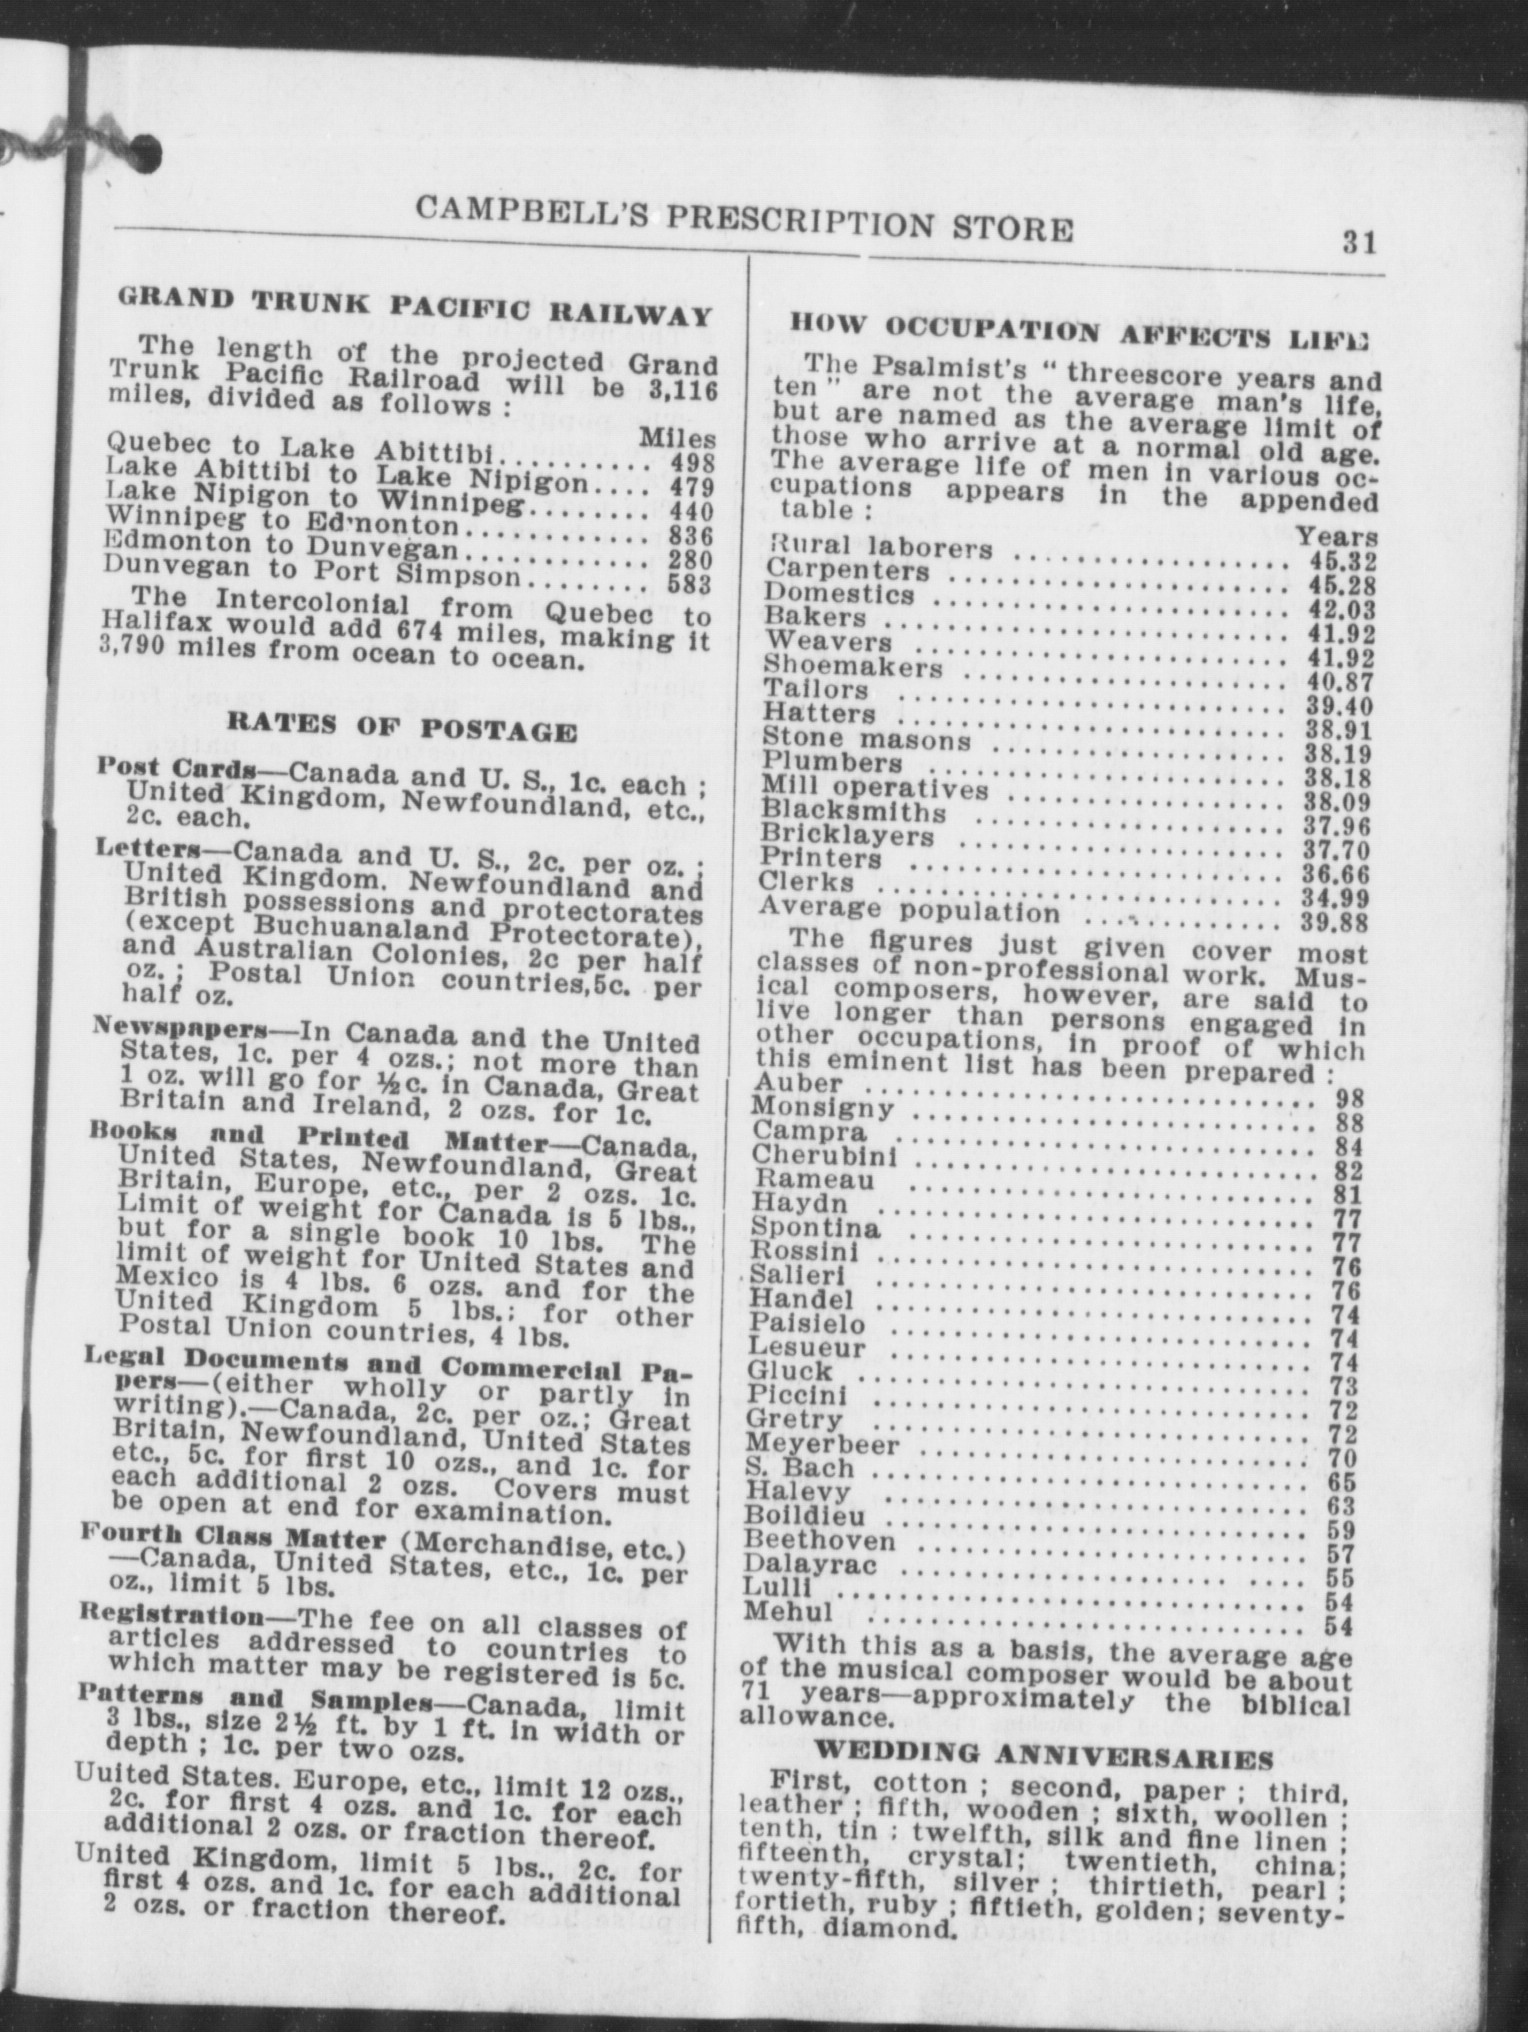 CAMPBELL'S PRESCRIPTION STORE
31
GRAND TRUNK PACIFIC RAILWAY
The length of the projected Grand
Trunk Pacific Railroad will be 3,116
miles, divided as follows :
Miles
Quebec to Lake Abittibi.......... 498
Lake Abittibi to Lake Nipigon.... 479
Lake Nipigon to Winnipeg........ 440
Winnipeg to Edmonton............ 836
Edmonton to Dunvegan............ 280
Dunvegan to Port Simpson........ 583
The Intercolonial from Quebec to
Halifax would add 674 miles, making it
3,790 miles from ocean to ocean.
RATES OF POSTAGE
Post Cards—Canada and U. S., 1c. each ;
United Kingdom, Newfoundland, etc.,
2c. each.
Letters—Canada and U. S., 2c. per oz. ;
United Kingdom. Newfoundland and
British possessions and protectorates
(except Buchuanaland Protectorate),
and Australian Colonies, 2c per half
oz. ; Postal Union countries,5c. per
half oz.
Newspapers—In Canada and the United
States, 1c. per 4 ozs.; not more than
1 oz. will go for ½c. in Canada, Great
Britain and Ireland, 2 ozs. for 1c.
Books and Printed Matter—Canada,
United States, Newfoundland, Great
Britain, Europe, etc., per 2 ozs. 1c.
Limit of weight for Canada is 5 lbs.,
but for a single book 10 lbs. The
limit of weight for United States and
Mexico is 4 lbs. 6 ozs. and for the
United Kingdom 5 lbs.; for other
Postal Union countries, 4 lbs.
Legal Documents and Commercial Pa-
pers—(either wholly or partly in
writing).—Canada, 2c. per oz.; Great
Britain, Newfoundland, United States
etc., 5c. for first 10 ozs., and 1c. for
each additional 2 ozs. Covers must
be open at end for examination.
Fourth Class Matter (Merchandise, etc.)
—Canada, United States, etc., 1c. per
oz., limit 5 lbs.
Registration—The fee on all classes of
articles addressed to countries to
which matter may be registered is 5c.
Patterns and Samples—Canada, limit
3 lbs., size 2½ ft. by 1 ft. in width or
depth ; 1c. per two ozs.
Uuited States. Europe, etc., limit 12 ozs.,
2c. for first 4 ozs. and 1c. for each
additional 2 ozs. or fraction thereof.
United Kingdom, limit 5 lbs., 2c. for
first 4 ozs. and 1c. for each additional
2 ozs. or fraction thereof.
HOW OCCUPATION AFFECTS LIFE
The Psalmist's " threescore years and
ten " are not the average man's life,
but are named as the average limit of
those who arrive at a normal old age.
The average life of men in various oc-
cupations appears in the appended
table :
Years
Rural laborers .................. 45.32
Carpenters ...................... 45.28
Domestics ....................... 42.03
Bakers .......................... 41.92
Weavers ........................ 41.92
Shoemakers ..................... 40.87
Tailors ......................... 39.40
Hatters ......................... 38.91
Stone masons ................... 38.19
Plumbers ....................... 38.18
Mill operatives .................. 38.09
Blacksmiths .................... 37.96
Bricklayers ..................... 37.70
Printers ........................ 36.66
Clerks .......................... 34.99
Average population ............. 39.88
The figures just given cover most
classes of non-professional work. Mus-
ical composers, however, are said to
live longer than persons engaged in
other occupations, in proof of which
this eminent list has been prepared :
Auber ............................. 98
Monsigny .......................... 88
Campra ........................... 84
Cherubini .......................... 82
Rameau .......................... 81
Haydn ............................ 77
Spontina .......................... 77
Rossini ............................ 76
Salieri ............................ 76
Handel ............................ 74
Paisielo ........................... 74
Lesueur ........................... 74
Gluck ............................. 73
Piccini ............................ 72
Gretry ............................ 72
Meyerbeer ......................... 70
S. Bach ............................ 65
Halevy ........................... 63
Boildieu ........................... 59
Beethoven ......................... 57
Dalayrac ..................... .... 55
Lulli .............................. 54
Mehul ............................ 54
With this as a basis, the average age
of the musical composer would be about
71 years—approximately the biblical
allowance.
WEDDING ANNIVERSARIES
First, cotton ; second, paper ; third,
leather ; fifth, wooden ; sixth, woollen ;
tenth, tin ; twelfth, silk and fine linen ;
fifteenth, crystal; twentieth, china;
twenty-fifth, silver ; thirtieth, pearl ;
fortieth, ruby ; fiftieth, golden; seventy-
fifth, diamond.